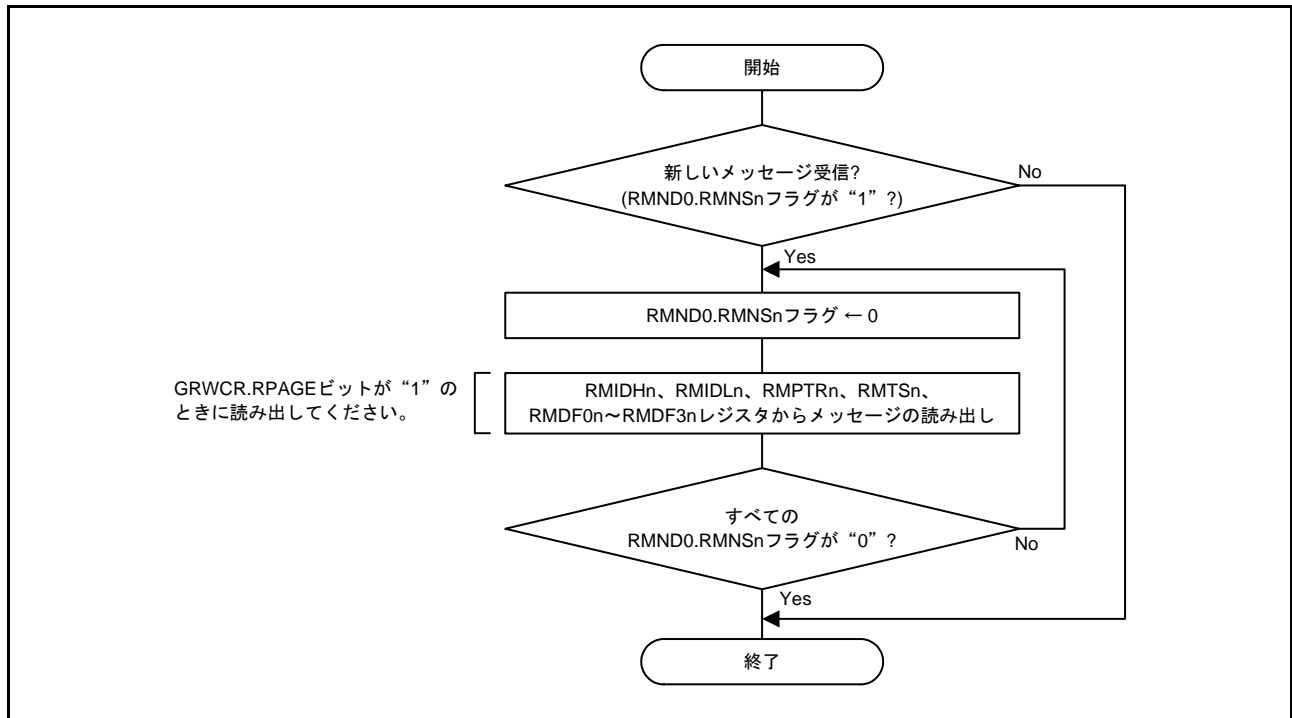 開始
新しいメッセージ受信?
(RMND0.RMNSnフラグが“1”?)
No
Yes
RMND0.RMNSnフラグ ← 0
GRWCR.RPAGEビットが“1”の
ときに読み出してください。
RMIDHn、RMIDLn、RMPTRn、RMTSn、
RMDF0n～RMDF3nレジスタからメッセージの読み出し
すべての
RMND0.RMNSnフラグが“0”?
No
Yes
終了